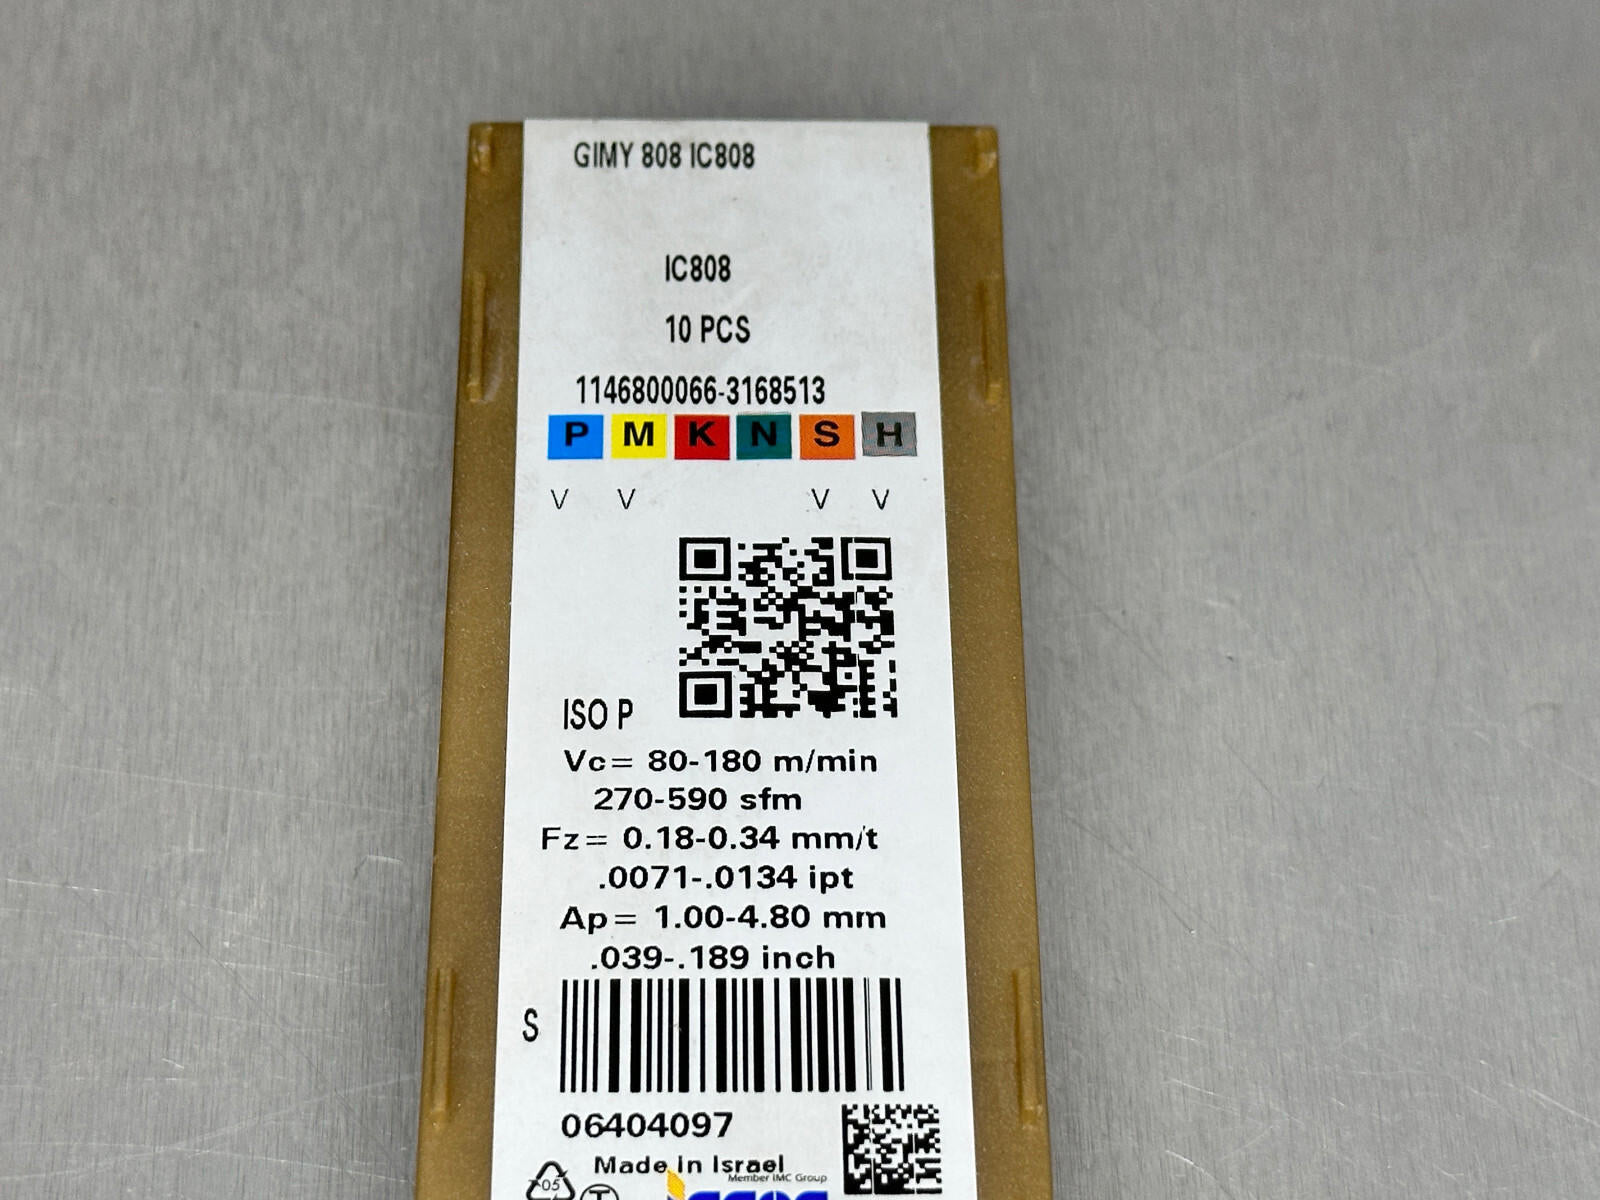 GIMY 808 IC808
IC808
10 PCS
1146800066-3168513
P M K N S H
V V V V
ISO P
Vc= 80-180 m/min
270-590 sfm
Fz= 0.18-0.34 mm/t
.0071-.0134 ipt
Ap= 1.00-4.80 mm
.039-.189 inch
S
06404097
Made in Israel
Member IMC Group
05